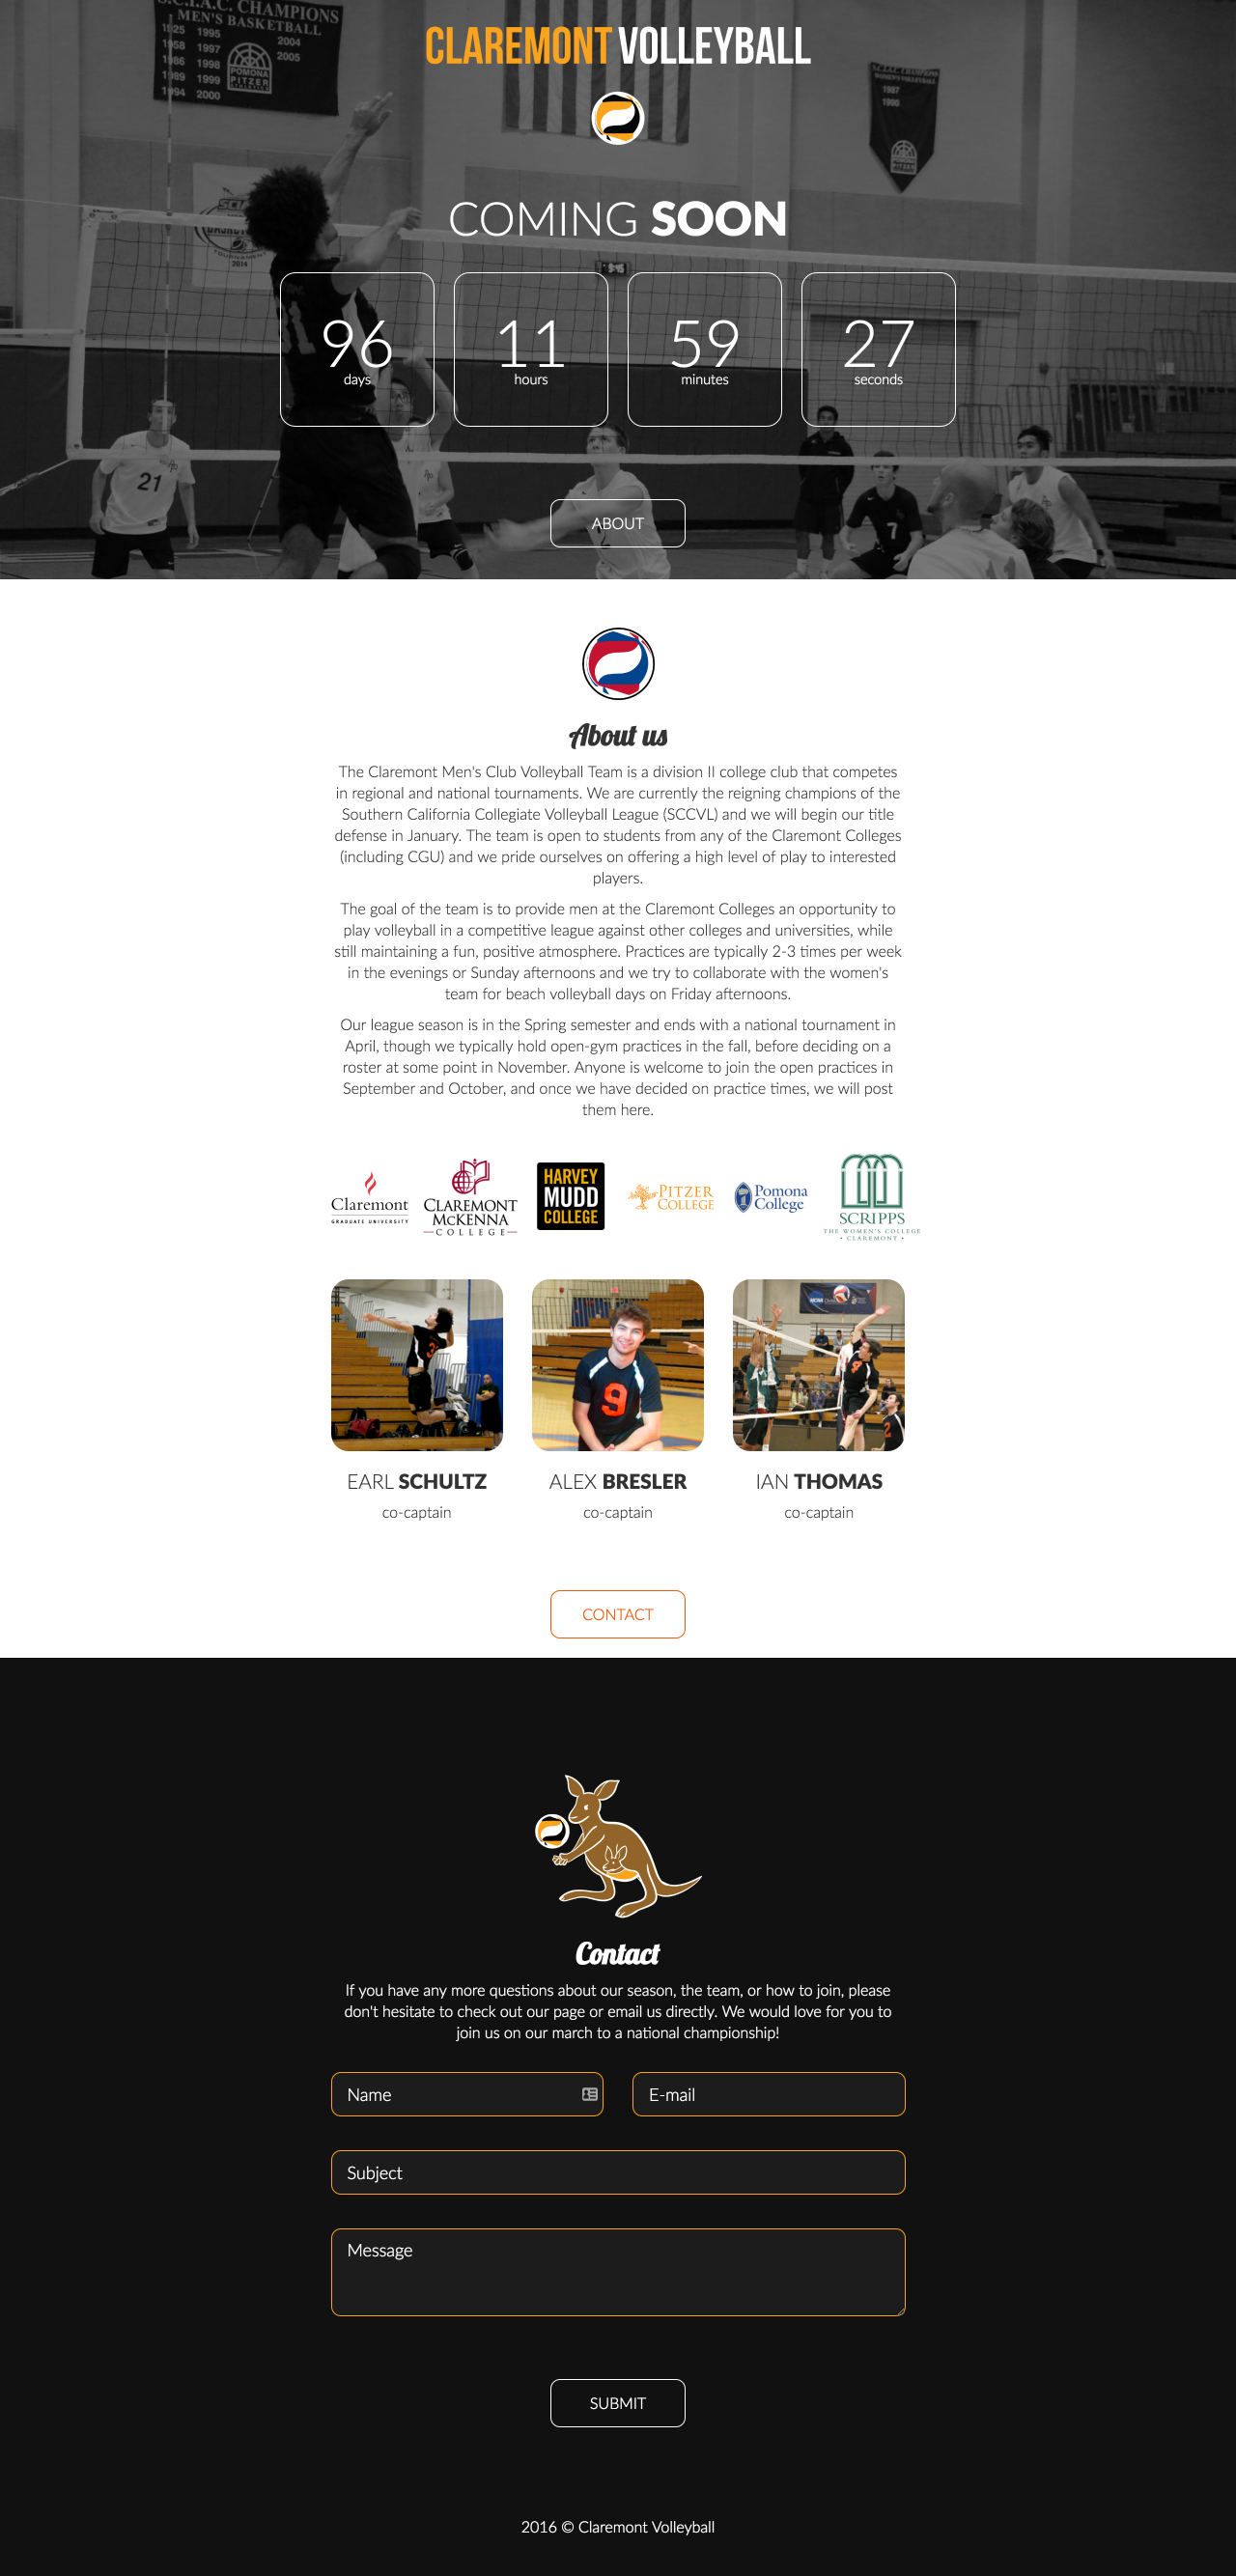 S.C.I.A.C. CHAMPIONS
MEN'S BASKETBALL
1925 1995 2004
1958 1997 2005
1986 1999
1989 1999
1994 2000
POMONA
PITZER
CLAREMONT VOLLEYBALL
S.C.I.A.C. CHAMPIONS
WOMEN'S VOLLEYBALL
1987
1990
POMONA
PITZER
TOURNAMENT
2014
COMING SOON
96
days
11
hours
59
minutes
27
seconds
21
7
ABOUT
About us
The Claremont Men's Club Volleyball Team is a division II college club that competes
in regional and national tournaments. We are currently the reigning champions of the
Southern California Collegiate Volleyball League (SCCVL) and we will begin our title
defense in January. The team is open to students from any of the Claremont Colleges
(including CGU) and we pride ourselves on offering a high level of play to interested
players.
The goal of the team is to provide men at the Claremont Colleges an opportunity to
play volleyball in a competitive league against other colleges and universities, while
still maintaining a fun, positive atmosphere. Practices are typically 2-3 times per week
in the evenings or Sunday afternoons and we try to collaborate with the women's
team for beach volleyball days on Friday afternoons.
Our league season is in the Spring semester and ends with a national tournament in
April, though we typically hold open-gym practices in the fall, before deciding on a
roster at some point in November. Anyone is welcome to join the open practices in
September and October, and once we have decided on practice times, we will post
them here.
Claremont
GRADUATE UNIVERSITY
CLAREMONT
MCKENNA
COLLEGE
HARVEY
MUDD
COLLEGE
PITZER
COLLEGE
Pomona
College
SCRIPPS
THE WOMEN'S COLLEGE
• CLAREMONT •
9
2
EARL SCHULTZ
co-captain
ALEX BRESLER
co-captain
IAN THOMAS
co-captain
CONTACT
Contact
If you have any more questions about our season, the team, or how to join, please
don't hesitate to check out our page or email us directly. We would love for you to
join us on our march to a national championship!
Name
E-mail
Subject
Message
SUBMIT
2016 © Claremont Volleyball